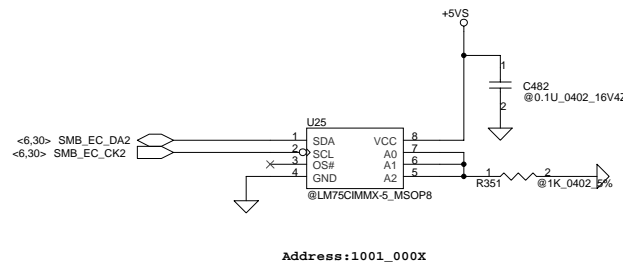 +5VS
1
C482
@0.1U_0402_16V4Z
2
U25
<6,30> SMB_EC_DA2 1 SDA VCC 8
<6,30> SMB_EC_CK2 2 SCL A0 7
3 OS# A1 6
4 GND A2 5
R351 1 2 @1K_0402_5%
@LM75CIMMX-5_MSOP8
Address:1001_000X